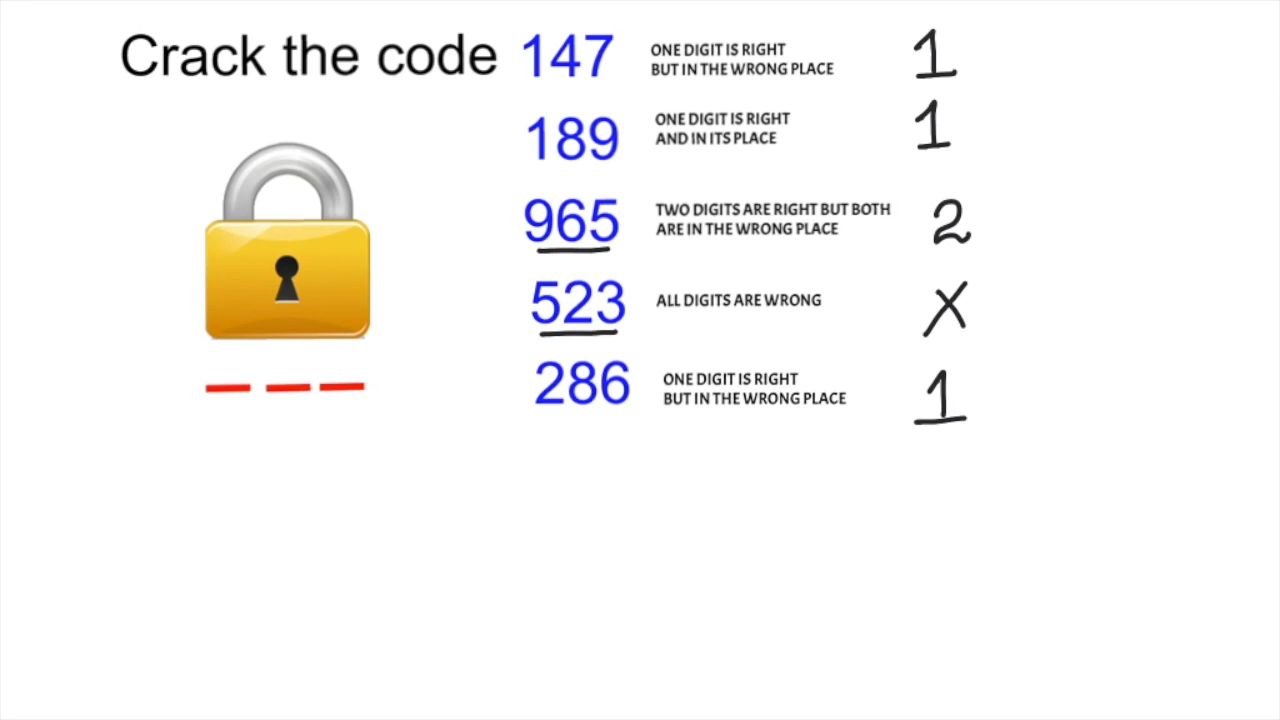 Crack the code
147 ONE DIGIT IS RIGHT
BUT IN THE WRONG PLACE 1
189 ONE DIGIT IS RIGHT
AND IN ITS PLACE 1
965 TWO DIGITS ARE RIGHT BUT BOTH
ARE IN THE WRONG PLACE 2
523 ALL DIGITS ARE WRONG X
286 ONE DIGIT IS RIGHT
BUT IN THE WRONG PLACE 1